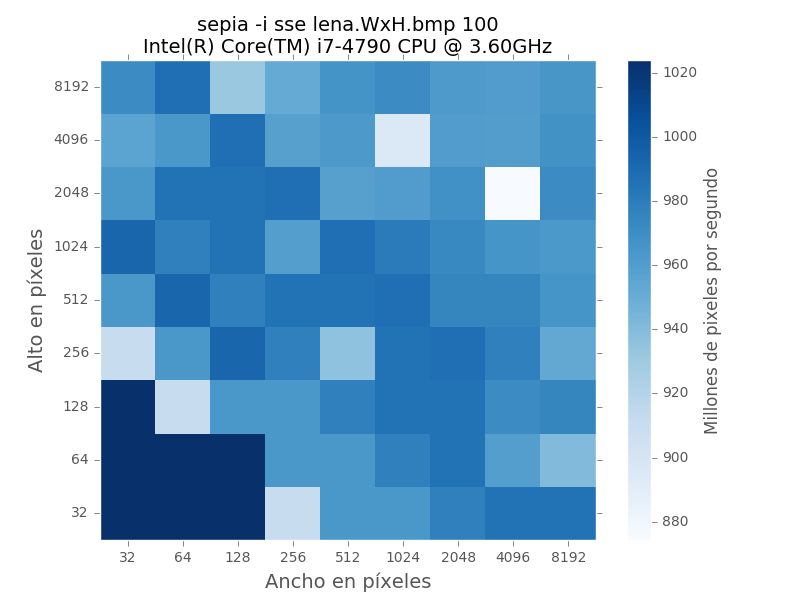 sepia -i sse lena.WxH.bmp 100
Intel(R) Core(TM) i7-4790 CPU @ 3.60GHz
8192
4096
2048
1024
512
256
128
64
32
Alto en píxeles
32 64 128 256 512 1024 2048 4096 8192
Ancho en píxeles
1020
1000
980
960
940
920
900
880
Millones de pixeles por segundo